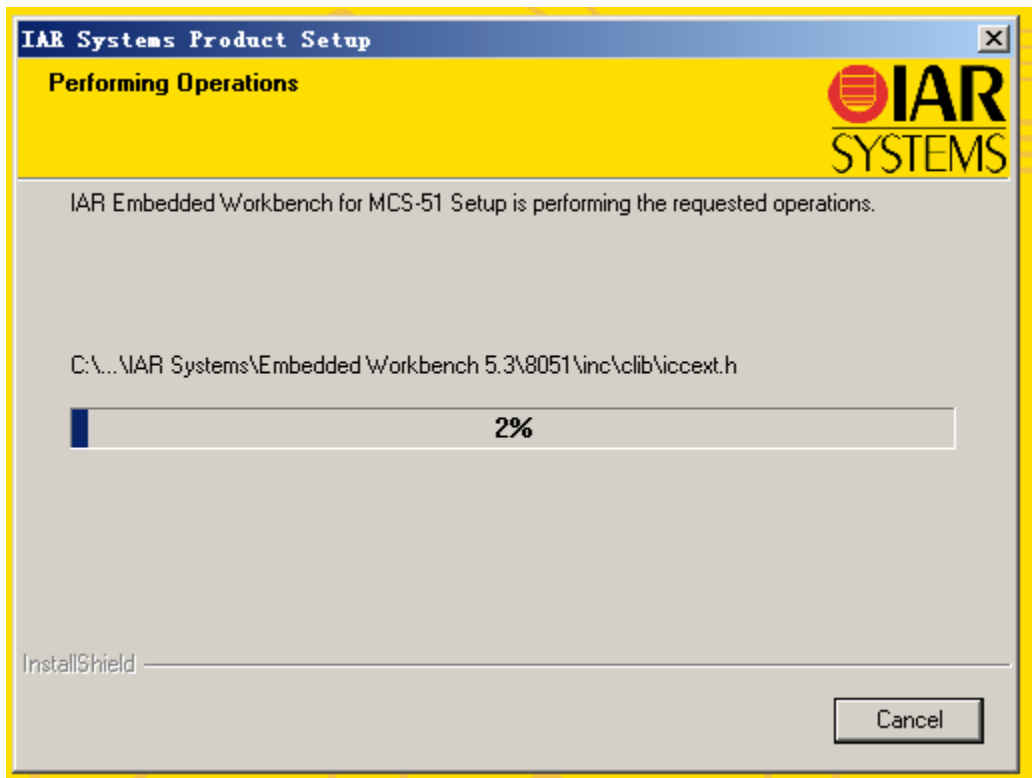 IAR Systems Product Setup
Performing Operations
IAR
SYSTEMS
IAR Embedded Workbench for MCS-51 Setup is performing the requested operations.
C:\...\IAR Systems\Embedded Workbench 5.3\8051\inc\clib\iccext.h
2%
InstallShield
Cancel